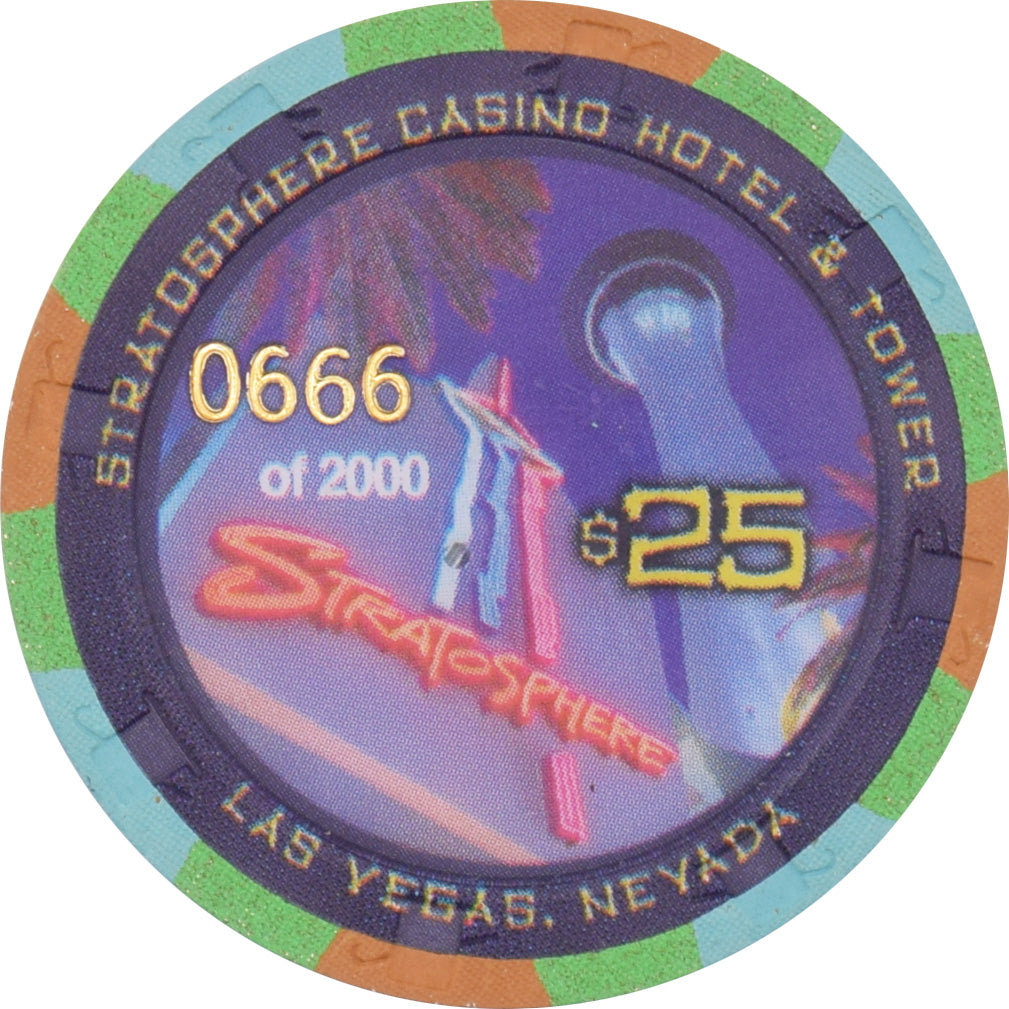 STRATOSPHERE CASINO HOTEL & TOWER
0666
of 2000
$25
STRATOSPHERE
LAS VEGAS, NEVADA